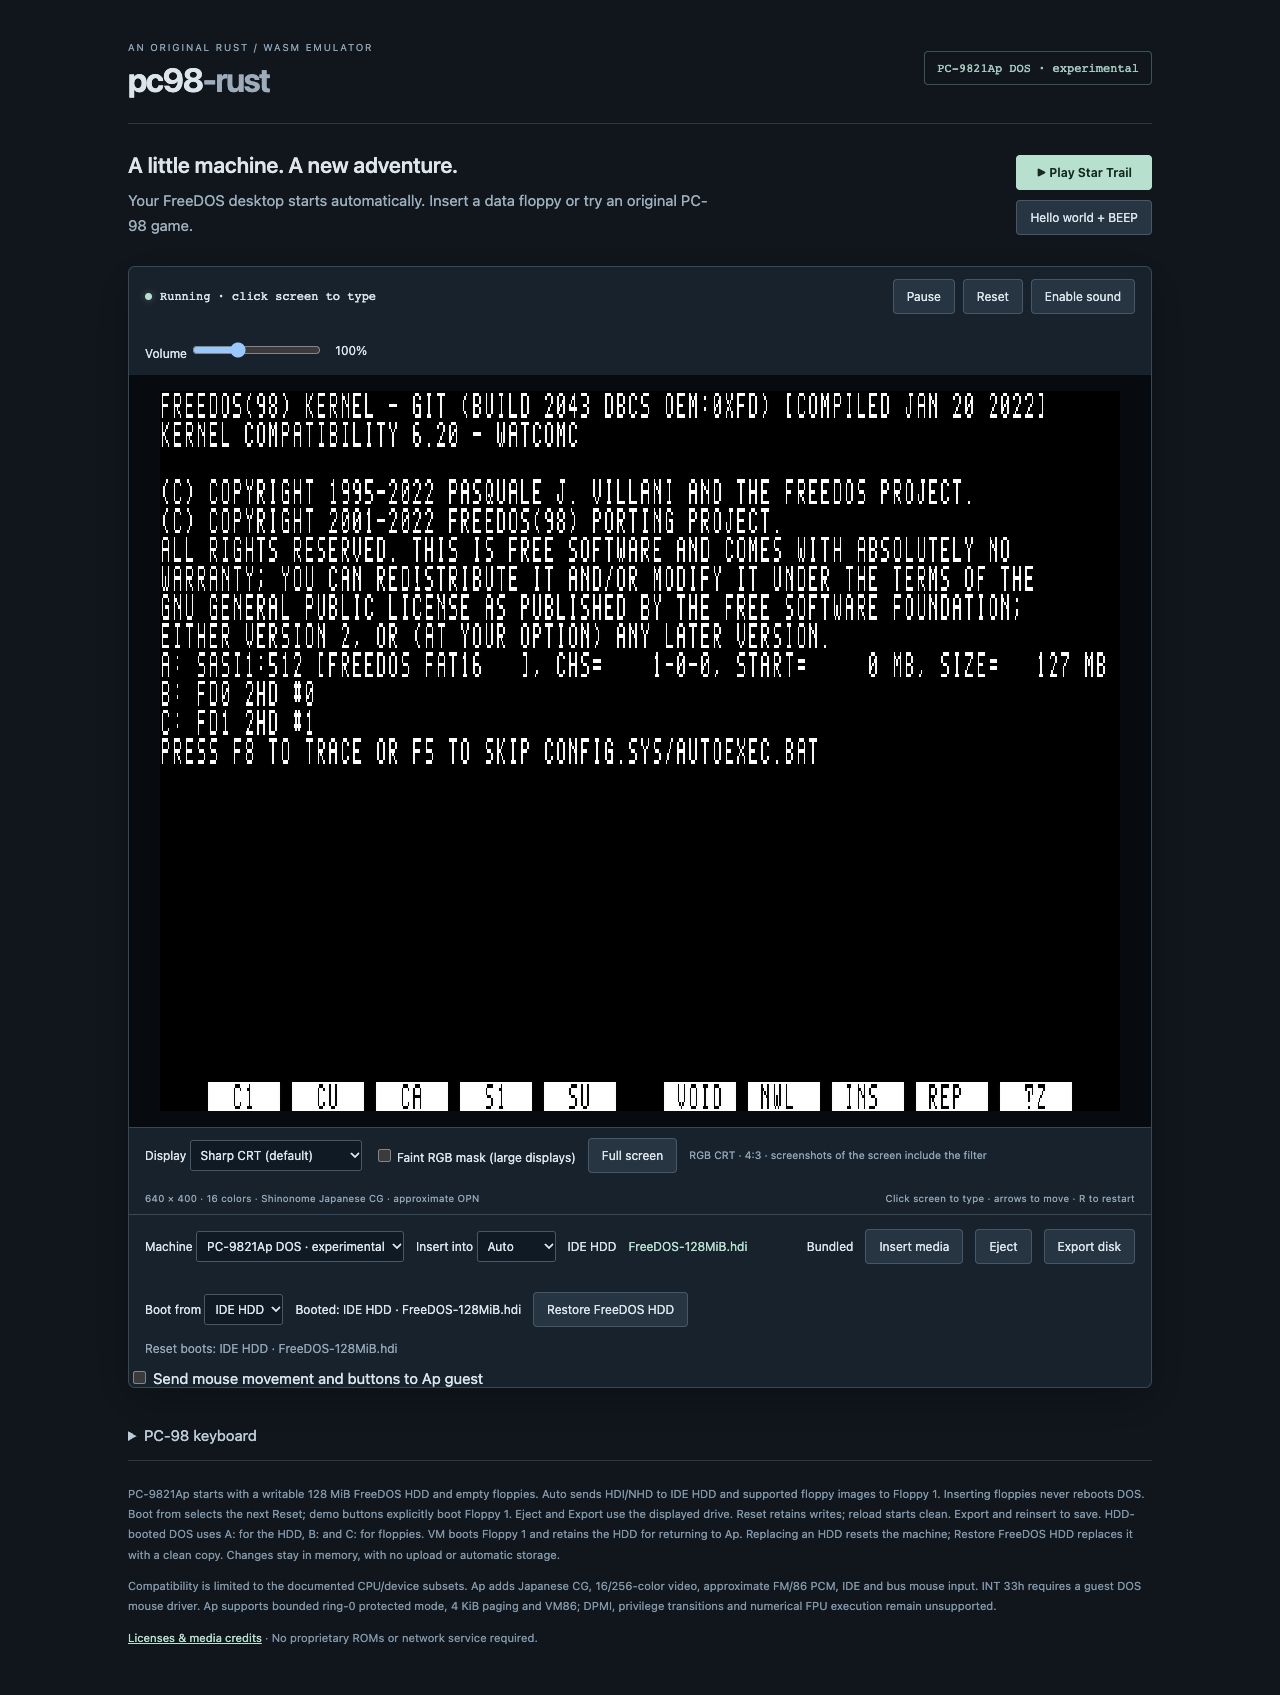 AN ORIGINAL RUST / WASM EMULATOR
pc98-rust
PC-9821Ap DOS · experimental
A little machine. A new adventure.
Your FreeDOS desktop starts automatically. Insert a data floppy or try an original PC-
98 game.
▶ Play Star Trail
Hello world + BEEP
Running · click screen to type
Pause
Reset
Enable sound
Volume
100%
FREEDOS(98) KERNEL - GIT (BUILD 2043 DBCS OEM:0XFD) [COMPILED JAN 20 2022]
KERNEL COMPATIBILITY 6.20 - WATCOMC
(C) COPYRIGHT 1995-2022 PASQUALE J. VILLANI AND THE FREEDOS PROJECT.
(C) COPYRIGHT 2001-2022 FREEDOS(98) PORTING PROJECT.
ALL RIGHTS RESERVED. THIS IS FREE SOFTWARE AND COMES WITH ABSOLUTELY NO
WARRANTY; YOU CAN REDISTRIBUTE IT AND/OR MODIFY IT UNDER THE TERMS OF THE
GNU GENERAL PUBLIC LICENSE AS PUBLISHED BY THE FREE SOFTWARE FOUNDATION;
EITHER VERSION 2, OR (AT YOUR OPTION) ANY LATER VERSION.
A: SASI1:512 [FREEDOS FAT16   ], CHS=    1-0-0, START=     0 MB, SIZE=   127 MB
B: FD0 2HD #0
C: FD1 2HD #1
PRESS F8 TO TRACE OR F5 TO SKIP CONFIG.SYS/AUTOEXEC.BAT
C1 CU CA S1 SU VOID NWL INS REP ?Z
Display Sharp CRT (default) Faint RGB mask (large displays) Full screen RGB CRT · 4:3 · screenshots of the screen include the filter
640 × 400 · 16 colors · Shinonome Japanese CG · approximate OPN
Click screen to type · arrows to move · R to restart
Machine PC-9821Ap DOS · experimental Insert into Auto IDE HDD FreeDOS-128MiB.hdi Bundled Insert media Eject Export disk
Boot from IDE HDD Booted: IDE HDD · FreeDOS-128MiB.hdi Restore FreeDOS HDD
Reset boots: IDE HDD · FreeDOS-128MiB.hdi
Send mouse movement and buttons to Ap guest
▶ PC-98 keyboard
PC-9821Ap starts with a writable 128 MiB FreeDOS HDD and empty floppies. Auto sends HDI/NHD to IDE HDD and supported floppy images to Floppy 1. Inserting floppies never reboots DOS.
Boot from selects the next Reset; demo buttons explicitly boot Floppy 1. Eject and Export use the displayed drive. Reset retains writes; reload starts clean. Export and reinsert to save. HDD-
booted DOS uses A: for the HDD, B: and C: for floppies. VM boots Floppy 1 and retains the HDD for returning to Ap. Replacing an HDD resets the machine; Restore FreeDOS HDD replaces it
with a clean copy. Changes stay in memory, with no upload or automatic storage.
Compatibility is limited to the documented CPU/device subsets. Ap adds Japanese CG, 16/256-color video, approximate FM/86 PCM, IDE and bus mouse input. INT 33h requires a guest DOS
mouse driver. Ap supports bounded ring-0 protected mode, 4 KiB paging and VM86; DPMI, privilege transitions and numerical FPU execution remain unsupported.
Licenses & media credits · No proprietary ROMs or network service required.